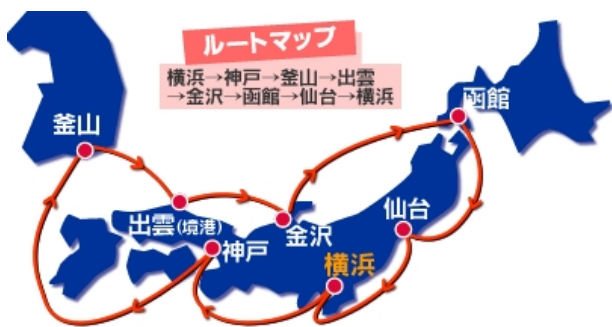 ルートマップ
横浜→神戸→釜山→出雲
→金沢→函館→仙台→横浜
函館
釜山
仙台
出雲(境港)
金沢
神戸
横浜